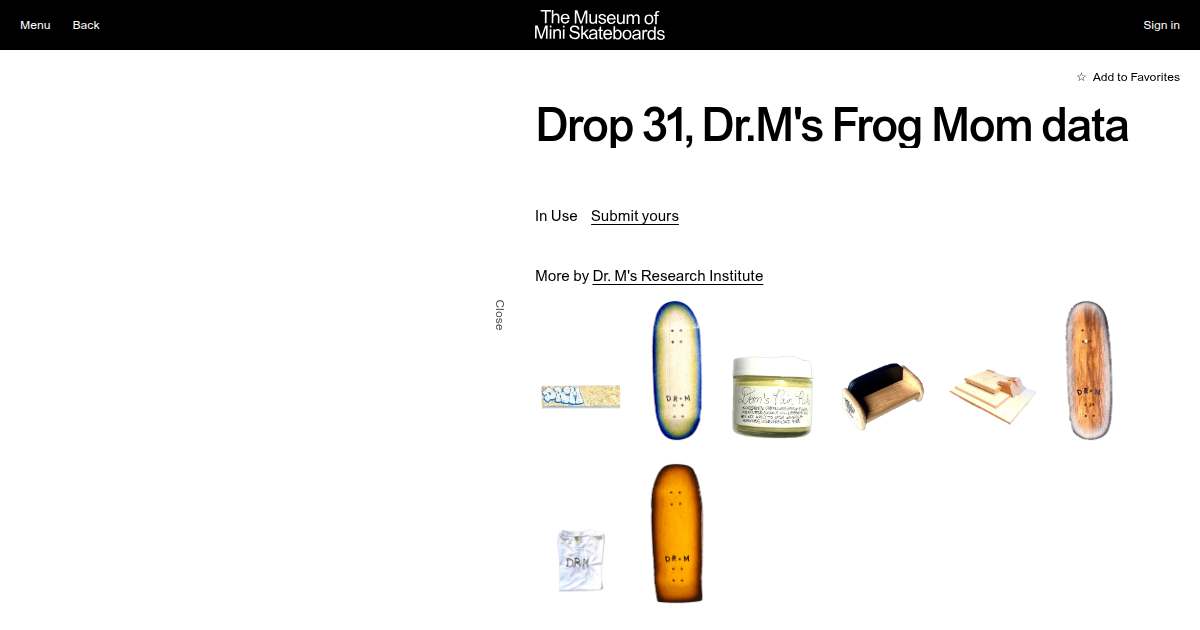 Menu
Back
The Museum of
Mini Skateboards
Sign in
☆ Add to Favorites
Drop 31, Dr.M's Frog Mom data
In Use
Submit yours
More by Dr. M's Research Institute
Close
DR•M
DR•M
DRM
DR•M